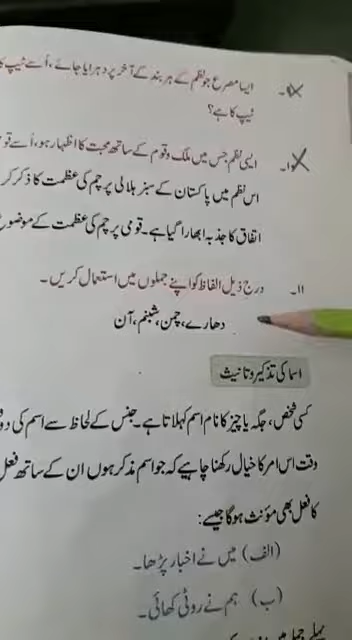 ۹۔ ایسا مصرع جو نظم کے ہر بند کے آخر پر دہرایا جائے، اُسے ٹیپ کا
ٹیپ کا ہے؟
۱۰۔ ایسی نظم جس میں ملک و قوم کے ساتھ محبت کا اظہار ہو، اُسے قو
اس نظم میں پاکستان کے سبز ہلالی پرچم کی عظمت کا ذکر کر
اتفاق کا جذبہ ابھارا گیا ہے۔ قومی پرچم کی عظمت کے موضوع
۱۱۔ درج ذیل الفاظ کو اپنے جملوں میں استعمال کریں۔
دھارے، چمن، شبنم، آن
اسما کی تذکیر و تانیث
کسی شخص، جگہ یا چیز کا نام اسم کہلاتا ہے۔ جنس کے لحاظ سے اسم کی دو
وقت اس امر کا خیال رکھنا چاہیے کہ جو اسم مذکر ہوں ان کے ساتھ فعل
کا فعل بھی مؤنث ہوگا جیسے:
(الف) میں نے اخبار پڑھا۔
(ب) ہم نے روٹی کھائی۔